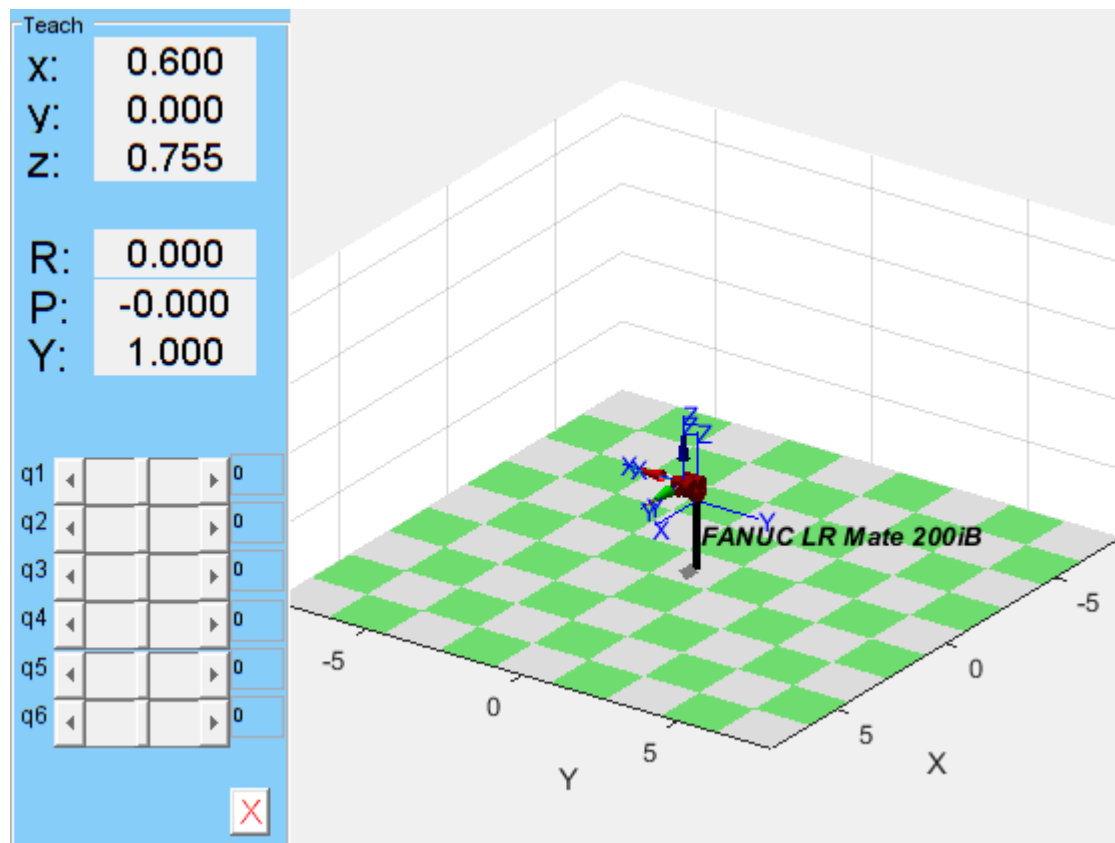 Teach
x: 0.600
y: 0.000
z: 0.755
R: 0.000
P: -0.000
Y: 1.000
q1 0
q2 0
q3 0
q4 0
q5 0
q6 0
X
Z
Z
Z
X
X
Y
Y
X
Y
FANUC LR Mate 200iB
-5
0
5
Y
-5
0
5
X